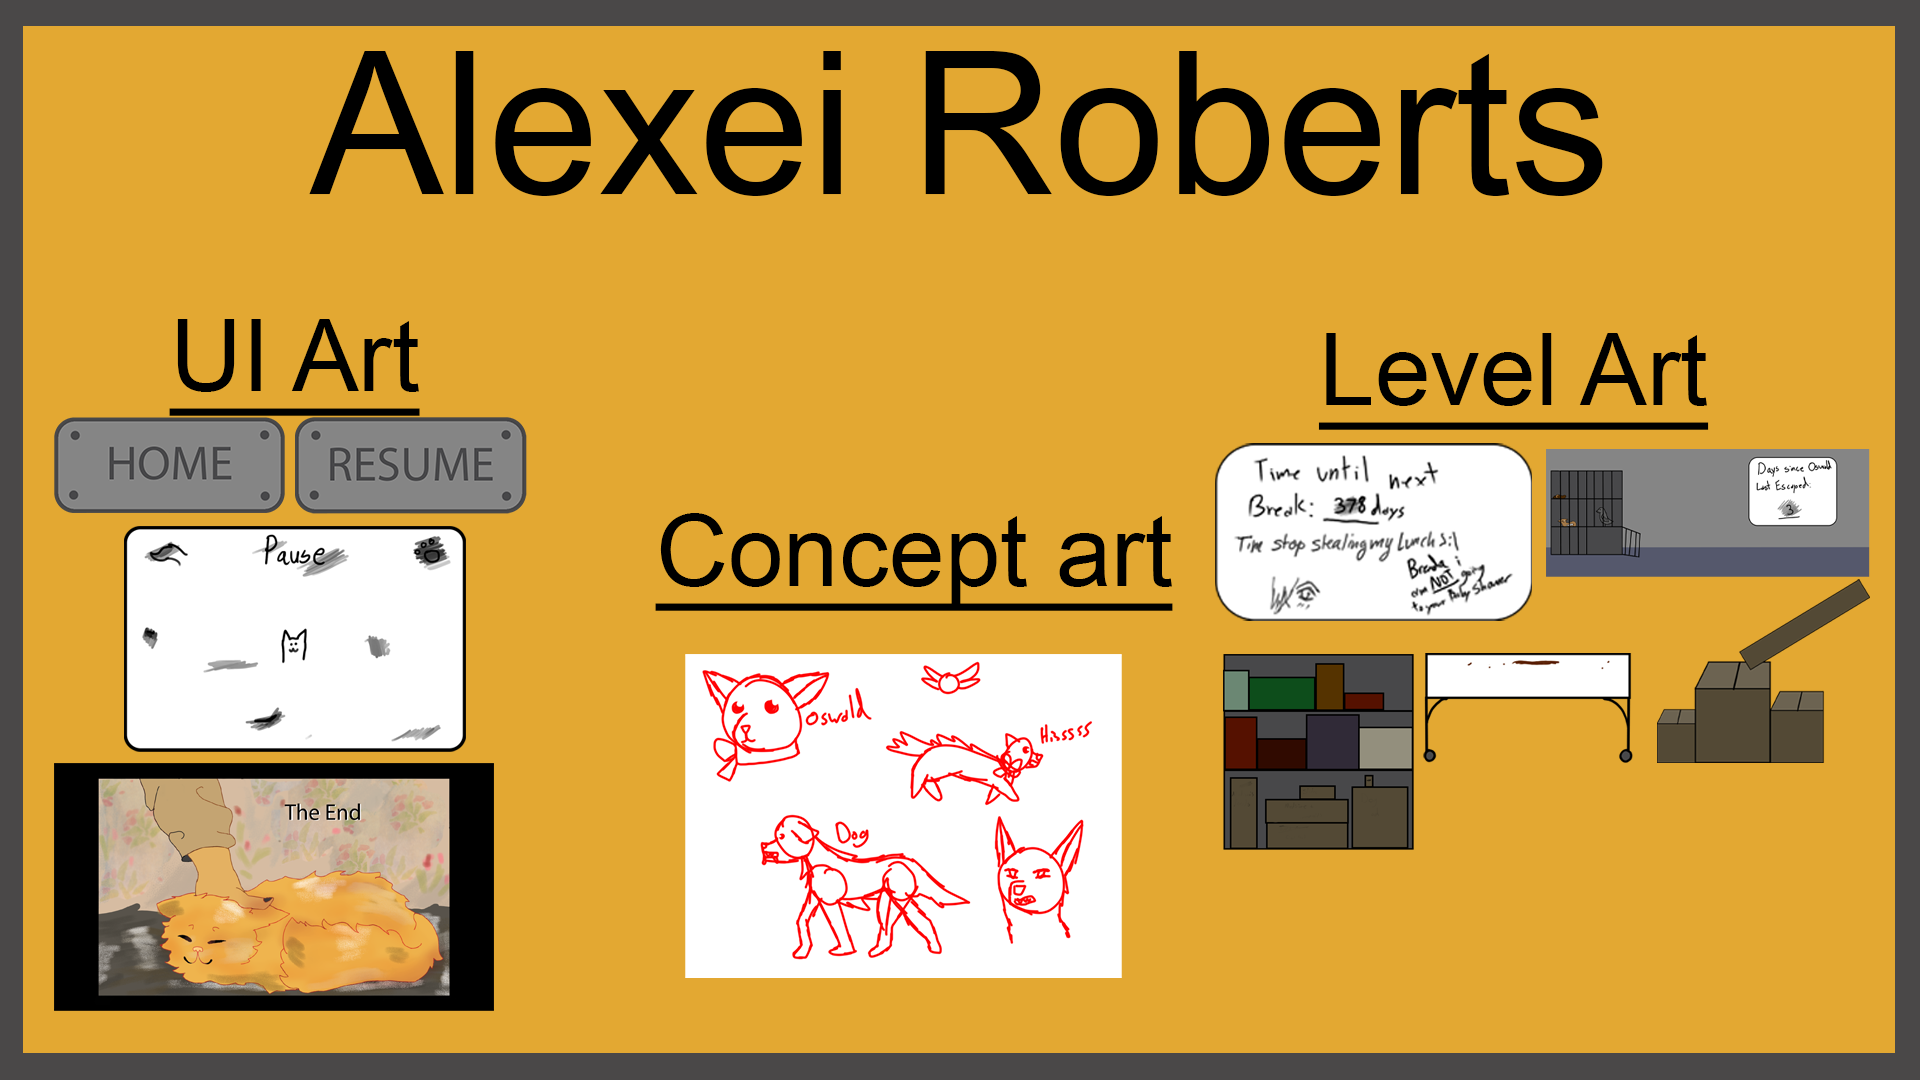 Alexei Roberts
UI Art
HOME
RESUME
Pause
The End
Concept art
Oswald
Hissssss
Dog
Level Art
Time until next
Break: 378 days
Tim stop stealing my lunch :(
Brenda i
am NOT going
to your Baby Shower
Days since Oswald
Last Escaped:
3